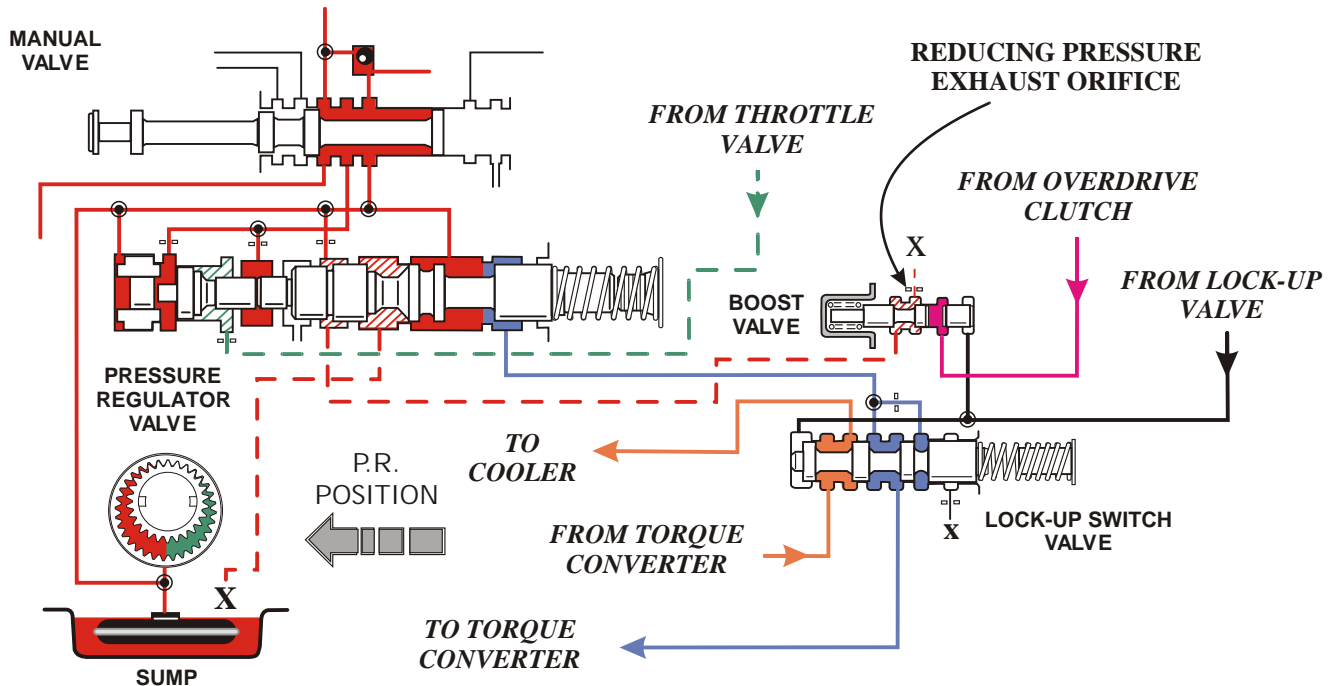 MANUAL
VALVE
REDUCING PRESSURE
EXHAUST ORIFICE
FROM THROTTLE
VALVE
FROM OVERDRIVE
CLUTCH
X
FROM LOCK-UP
VALVE
BOOST
VALVE
PRESSURE
REGULATOR
VALVE
TO
COOLER
P.R.
POSITION
FROM TORQUE
CONVERTER
x
LOCK-UP SWITCH
VALVE
X
TO TORQUE
CONVERTER
SUMP